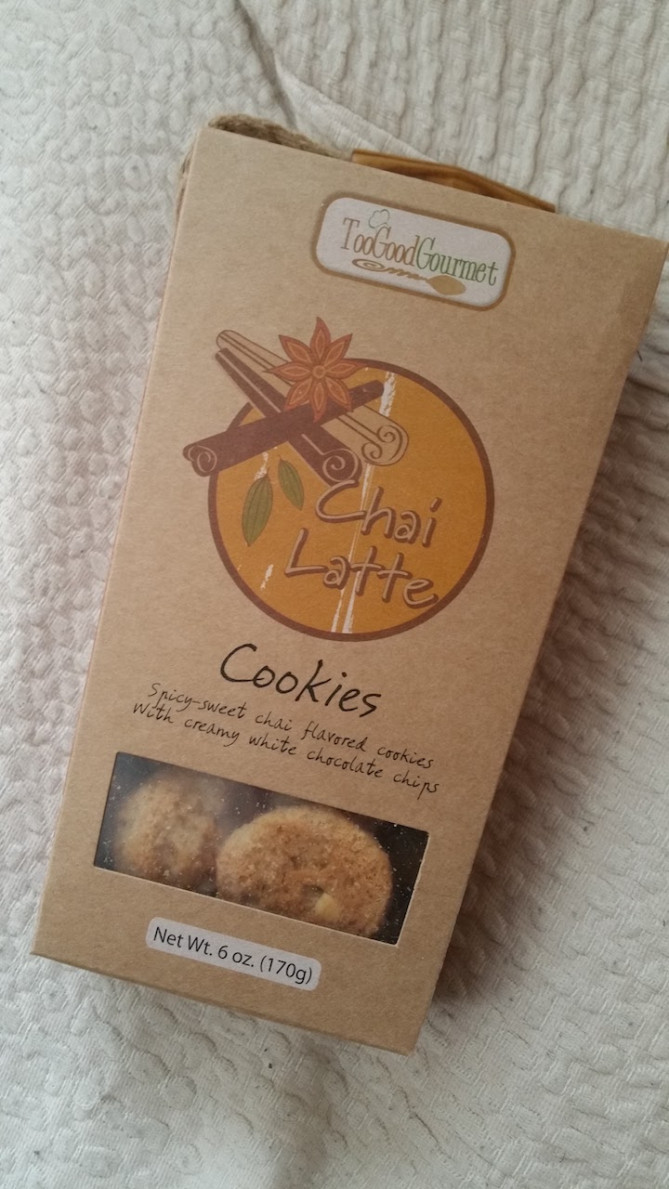 TooGoodGourmet
Chai
Latte
Cookies
Spicy-sweet chai flavored cookies
With creamy white chocolate chips
Net Wt. 6 oz. (170g)